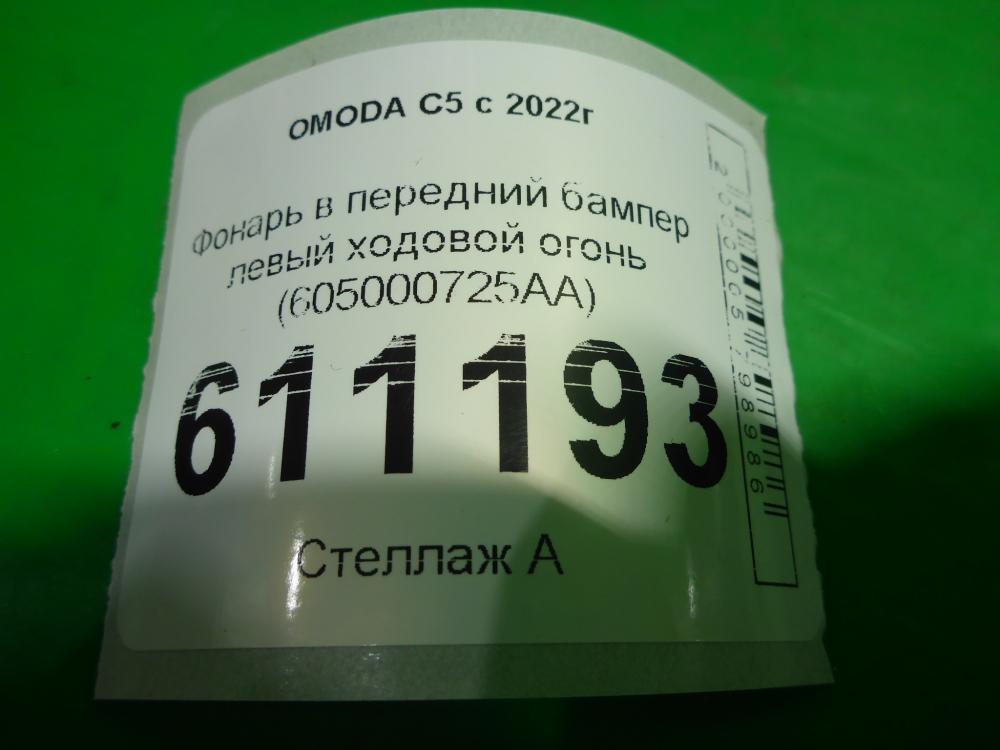 OMODA C5 с 2022г
Фонарь в передний бампер
левый ходовой огонь
(605000725AA)
611193
Стеллаж А